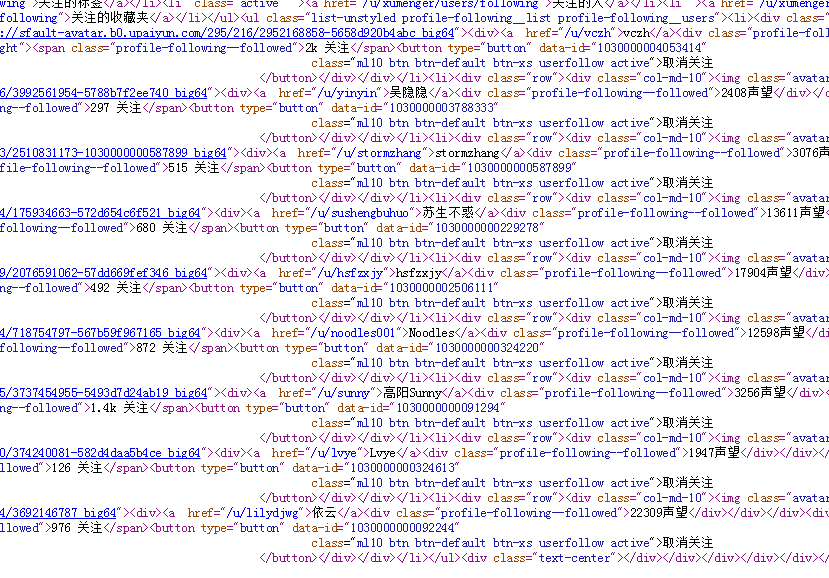 owing">关注的标签</a></li><li  class="active"  ><a href="/u/xumenger/users/following" >关注的人</a></li><li  ><a href="/u/xumenger/
lowing">关注的收藏夹</a></li></ul><ul class="list-unstyled profile-following__list profile-following__users"><li><div
://sfault-avatar.b0.upaiyun.com/295/216/2952168858-5658d920b4abc_big64"><div><a  href="/u/vczh">vczh</a><div class="profile-fol
ght"><span class="profile-following--followed">2k 关注</span><button type="button" data-id="1030000004053414"
class="ml10 btn btn-default btn-xs userfollow active">取消关注
</button></div></div></li><li><div class="row"><div class="col-md-10"><img class="avatar
6/3992561954-5788b7f2ee740_big64"><div><a  href="/u/yinyin">吴隐隐</a><div class="profile-following--followed">2408声望</div></d
--followed">297 关注</span><button type="button" data-id="1030000003788333"
class="ml10 btn btn-default btn-xs userfollow active">取消关注
</button></div></div></li><li><div class="row"><div class="col-md-10"><img class="avatar
3/2510831173-1030000000587899_big64"><div><a  href="/u/stormzhang">stormzhang</a><div class="profile-following--followed">3076声
file-following--followed">515 关注</span><button type="button" data-id="1030000000587899"
class="ml10 btn btn-default btn-xs userfollow active">取消关注
</button></div></div></li><li><div class="row"><div class="col-md-10"><img class="avatar
4/175934663-572d654c6f521_big64"><div><a  href="/u/sushengbuhuo">苏生不惑</a><div class="profile-following--followed">13611声望
following--followed">680 关注</span><button type="button" data-id="1030000000229278"
class="ml10 btn btn-default btn-xs userfollow active">取消关注
</button></div></div></li><li><div class="row"><div class="col-md-10"><img class="avatar
9/2076591062-57dd669fef346_big64"><div><a  href="/u/hsfzxjy">hsfzxjy</a><div class="profile-following--followed">17904声望</div>
ng--followed">492 关注</span><button type="button" data-id="1030000002506111"
class="ml10 btn btn-default btn-xs userfollow active">取消关注
</button></div></div></li><li><div class="row"><div class="col-md-10"><img class="avatar
4/718754797-567b59f967165_big64"><div><a  href="/u/noodles001">Noodles</a><div class="profile-following--followed">12598声望</di
following--followed">872 关注</span><button type="button" data-id="1030000000324220"
class="ml10 btn btn-default btn-xs userfollow active">取消关注
</button></div></div></li><li><div class="row"><div class="col-md-10"><img class="avatar
5/3737454955-5493d7d24ab19_big64"><div><a  href="/u/sunny">高阳Sunny</a><div class="profile-following--followed">3256声望</div>
ng--followed">1.4k 关注</span><button type="button" data-id="1030000000091294"
class="ml10 btn btn-default btn-xs userfollow active">取消关注
</button></div></div></li><li><div class="row"><div class="col-md-10"><img class="avatar
0/374240081-582d4daa5b4ce_big64"><div><a  href="/u/lvye">Lvye</a><div class="profile-following--followed">1947声望</div></div></
llowed">126 关注</span><button type="button" data-id="1030000000324613"
class="ml10 btn btn-default btn-xs userfollow active">取消关注
</button></div></div></li><li><div class="row"><div class="col-md-10"><img class="avatar
4/3692146787_big64"><div><a  href="/u/lilydjwg">依云</a><div class="profile-following--followed">22309声望</div></div></div><div
llowed">976 关注</span><button type="button" data-id="1030000000092244"
class="ml10 btn btn-default btn-xs userfollow active">取消关注
</button></div></div></li></ul><div class="text-center"></div></div></div></div></